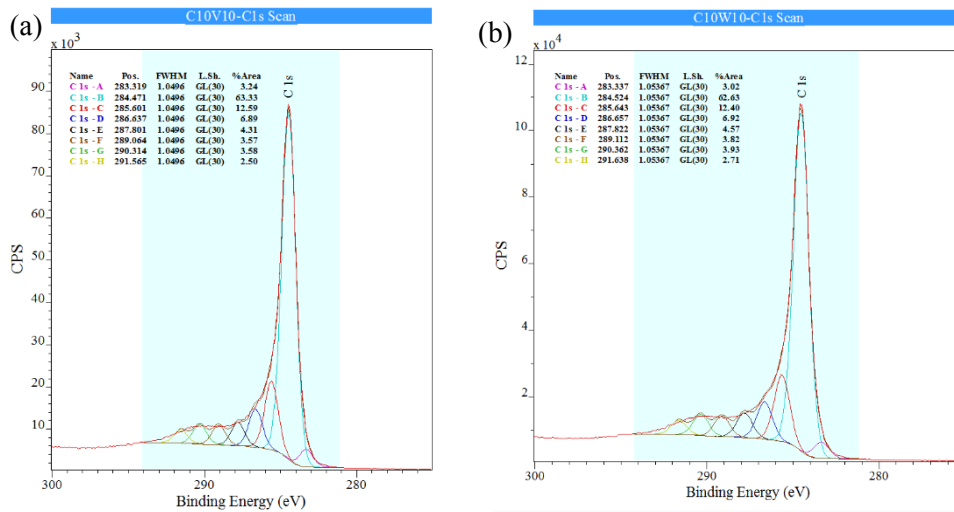 (a)
C10V10-C1s Scan
x 10³
Name Pos. FWHM L.Sh. %Area
C 1s - A 283.319 1.0496 GL(30) 3.24
C 1s - B 284.471 1.0496 GL(30) 63.33
C 1s - C 285.601 1.0496 GL(30) 12.59
C 1s - D 286.637 1.0496 GL(30) 6.89
C 1s - E 287.801 1.0496 GL(30) 4.31
C 1s - F 289.064 1.0496 GL(30) 3.57
C 1s - G 290.314 1.0496 GL(30) 3.58
C 1s - H 291.565 1.0496 GL(30) 2.50
C 1s
90
80
70
60
50
40
30
20
10
CPS
300 290 280
Binding Energy (eV)
(b)
C10W10-C1s Scan
x 10⁴
Name Pos. FWHM L.Sh. %Area
C 1s - A 283.337 1.05367 GL(30) 3.02
C 1s - B 284.524 1.05367 GL(30) 62.63
C 1s - C 285.643 1.05367 GL(30) 12.40
C 1s - D 286.657 1.05367 GL(30) 6.92
C 1s - E 287.822 1.05367 GL(30) 4.57
C 1s - F 289.112 1.05367 GL(30) 3.82
C 1s - G 290.362 1.05367 GL(30) 3.93
C 1s - H 291.638 1.05367 GL(30) 2.71
C 1s
12
10
8
6
4
2
CPS
300 290 280
Binding Energy (eV)